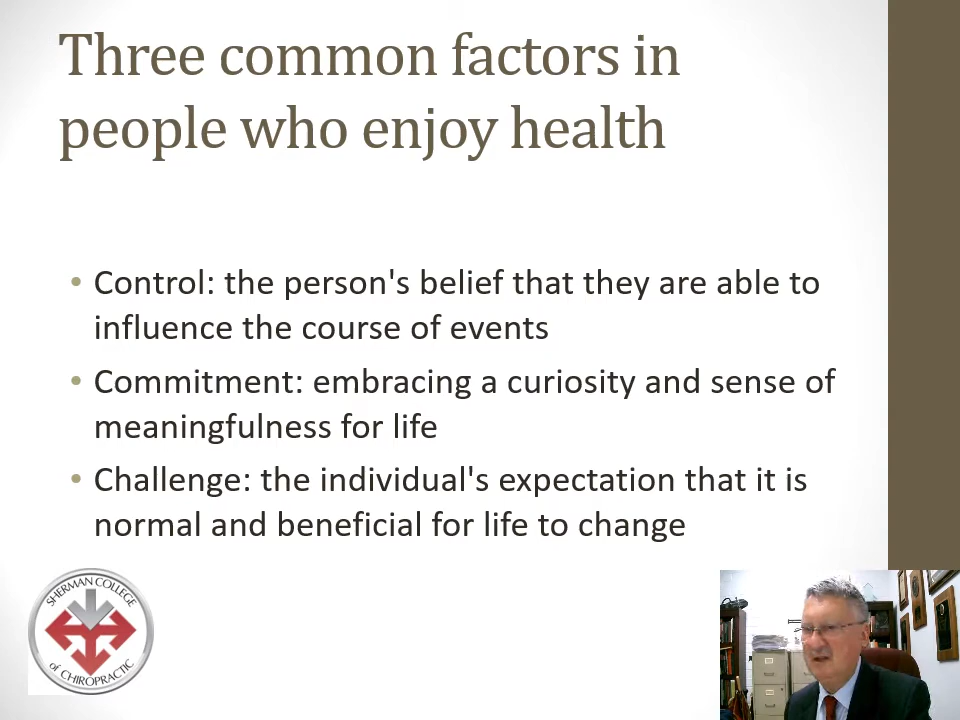 Three common factors in
people who enjoy health
• Control: the person's belief that they are able to
influence the course of events
• Commitment: embracing a curiosity and sense of
meaningfulness for life
• Challenge: the individual's expectation that it is
normal and beneficial for life to change
SHERMAN COLLEGE
of CHIROPRACTIC